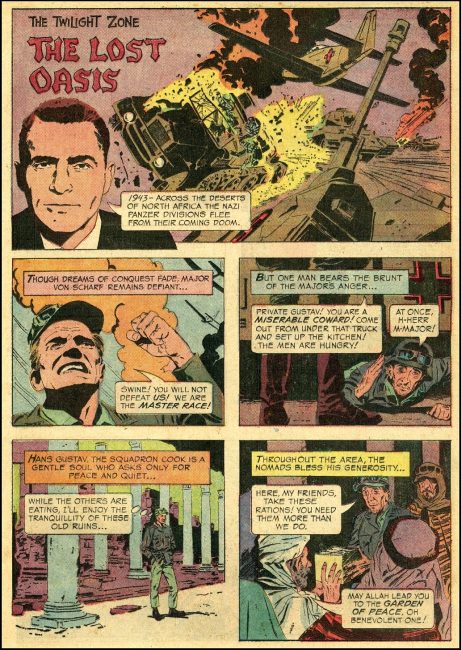 THE TWILIGHT ZONE
THE LOST
OASIS
1943 – ACROSS THE DESERTS
OF NORTH AFRICA THE NAZI
PANZER DIVISIONS FLEE
FROM THEIR COMING DOOM.
THOUGH DREAMS OF CONQUEST FADE, MAJOR
VON SCHARF REMAINS DEFIANT...
SWINE! YOU WILL NOT
DEFEAT US! WE ARE
THE MASTER RACE!
BUT ONE MAN BEARS THE BRUNT
OF THE MAJORS ANGER...
PRIVATE GUSTAV! YOU ARE A
MISERABLE COWARD! COME
OUT FROM UNDER THAT TRUCK
AND SET UP THE KITCHEN!
THE MEN ARE HUNGRY!
AT ONCE,
H-HERR
M-MAJOR!
HANS GUSTAV, THE SQUADRON COOK IS A
GENTLE SOUL WHO ASKS ONLY FOR
PEACE AND QUIET...
WHILE THE OTHERS ARE
EATING, I'LL ENJOY THE
TRANQUILLITY OF THESE
OLD RUINS...
THROUGHOUT THE AREA, THE
NOMADS BLESS HIS GENEROSITY...
HERE, MY FRIENDS,
TAKE THESE
RATIONS! YOU NEED
THEM MORE THAN
WE DO.
MAY ALLAH LEAD YOU
TO THE GARDEN
OF PEACE, OH
BENEVOLENT ONE!